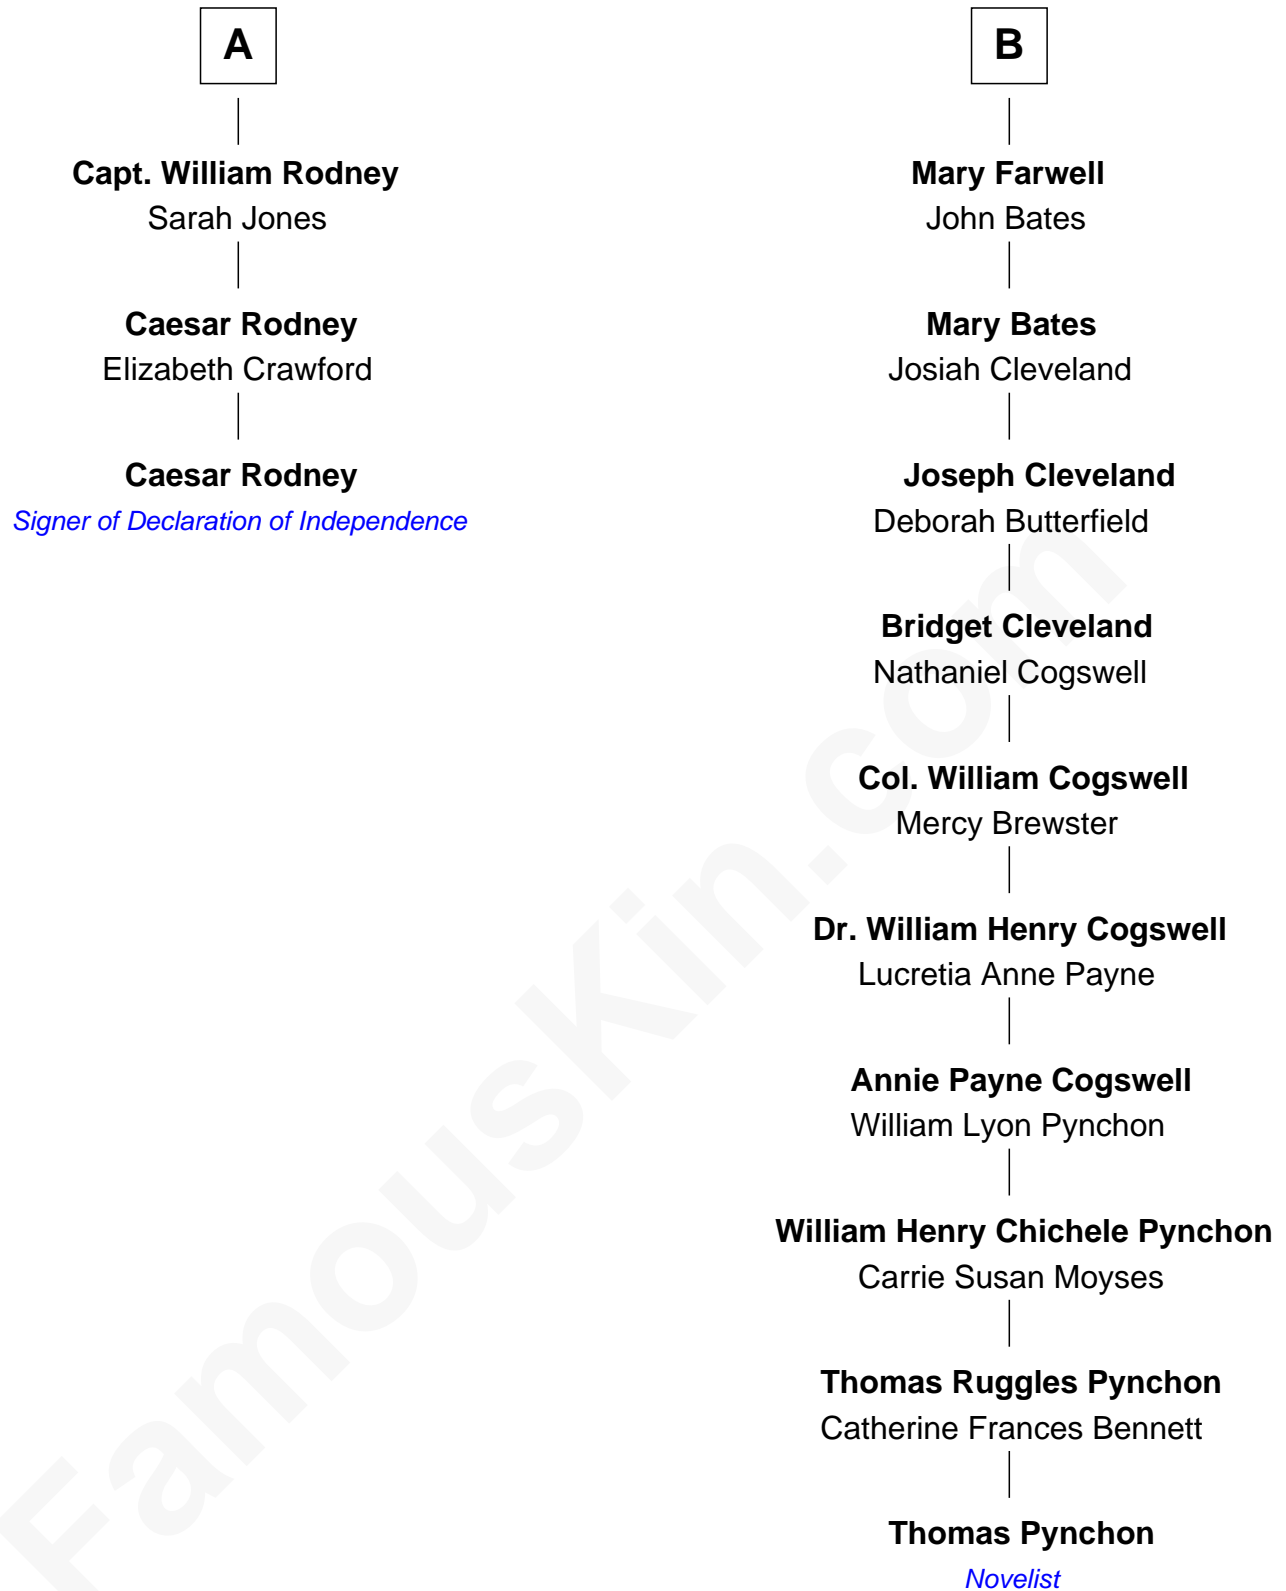 A
Capt. William Rodney
Sarah Jones
Caesar Rodney
Elizabeth Crawford
Caesar Rodney
Signer of Declaration of Independence
B
Mary Farwell
John Bates
Mary Bates
Josiah Cleveland
Joseph Cleveland
Deborah Butterfield
Bridget Cleveland
Nathaniel Cogswell
Col. William Cogswell
Mercy Brewster
Dr. William Henry Cogswell
Lucretia Anne Payne
Annie Payne Cogswell
William Lyon Pynchon
William Henry Chichele Pynchon
Carrie Susan Moyses
Thomas Ruggles Pynchon
Catherine Frances Bennett
Thomas Pynchon
Novelist
FamousKin.com